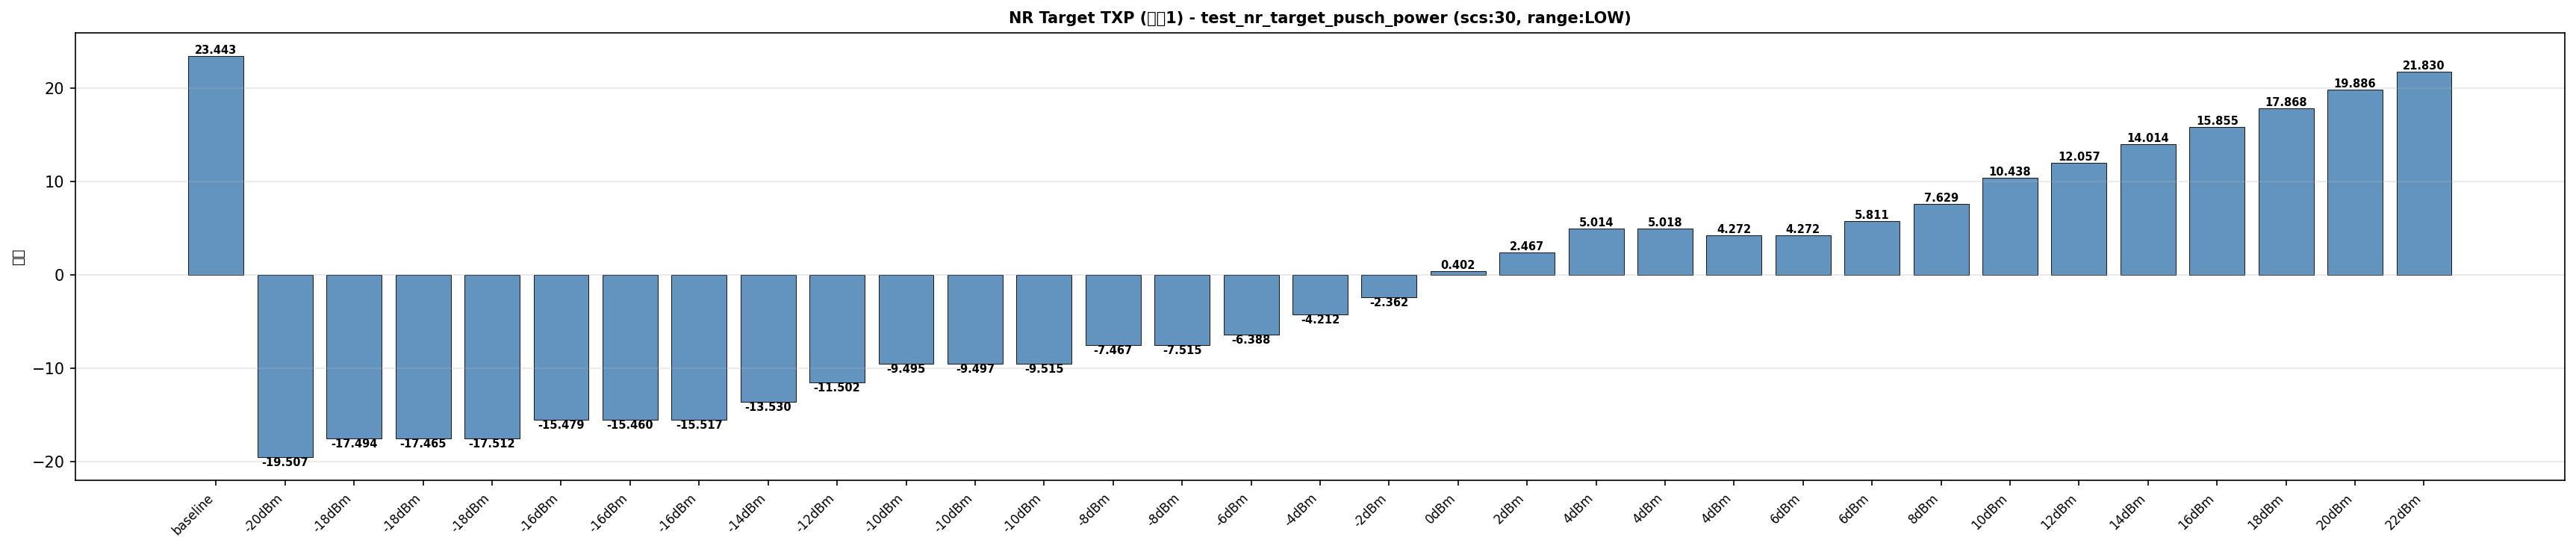 NR Target TXP (▯▯1) - test_nr_target_pusch_power (scs:30, range:LOW)
20
10
0
−10
−20
23.443
-19.507
-17.494
-17.465
-17.512
-15.479
-15.460
-15.517
-13.530
-11.502
-9.495
-9.497
-9.515
-7.467
-7.515
-6.388
-4.212
-2.362
0.402
2.467
5.014
5.018
4.272
4.272
5.811
7.629
10.438
12.057
14.014
15.855
17.868
19.886
21.830
baseline
-20dBm
-18dBm
-18dBm
-18dBm
-16dBm
-16dBm
-16dBm
-14dBm
-12dBm
-10dBm
-10dBm
-10dBm
-8dBm
-8dBm
-6dBm
-4dBm
-2dBm
0dBm
2dBm
4dBm
4dBm
4dBm
6dBm
6dBm
8dBm
10dBm
12dBm
14dBm
16dBm
18dBm
20dBm
22dBm